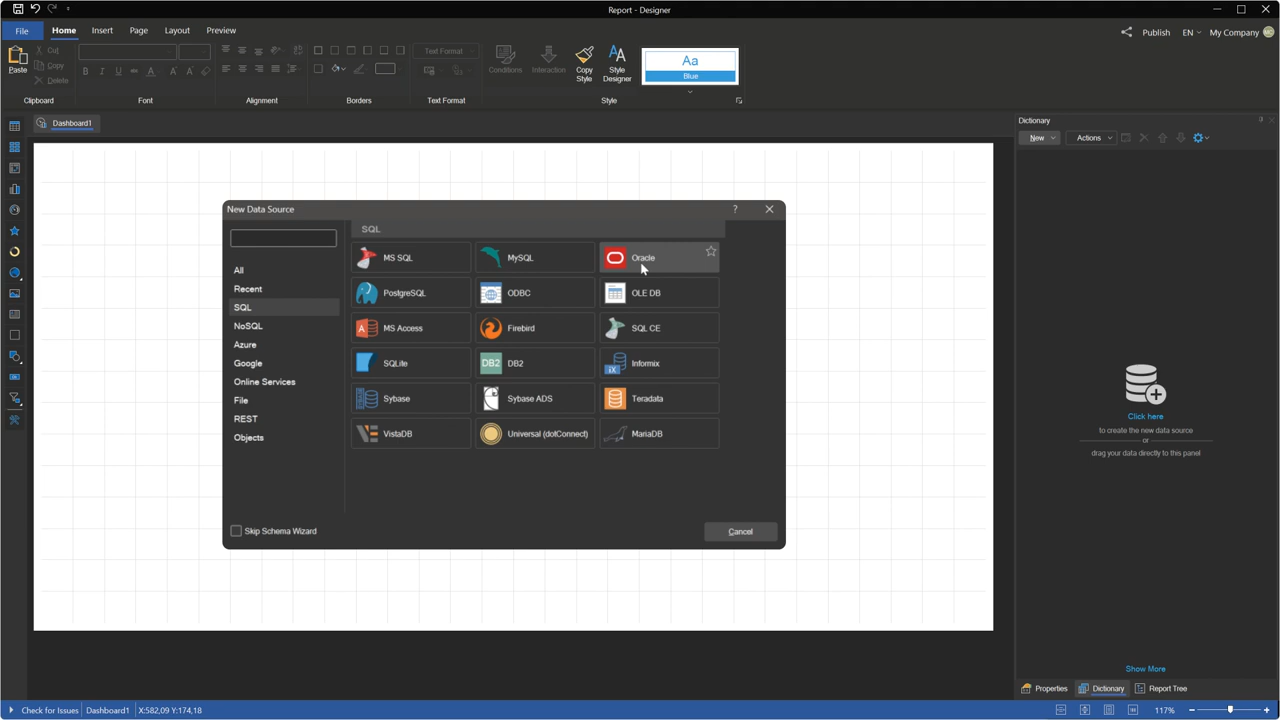 Report - Designer
File Home Insert Page Layout Preview
Publish EN My Company
Paste
Cut
Copy
Delete
Clipboard
B I U
Font
Alignment
Borders
Text Format
Text Format
Conditions
Interaction
Copy
Style
Style
Designer
Aa
Blue
Style
Dashboard1
Dictionary
New Actions
New Data Source ?
SQL
All
Recent
SQL
NoSQL
Azure
Google
Online Services
File
REST
Objects
MS SQL MySQL Oracle
PostgreSQL ODBC OLE DB
MS Access Firebird SQL CE
SQLite DB2 DB2 Informix
Sybase Sybase ADS Teradata
VistaDB Universal (dotConnect) MariaDB
Skip Schema Wizard
Cancel
Click here
to create the new data source
or
drag your data directly to this panel
Show More
Properties Dictionary Report Tree
Check for Issues Dashboard1 X:582,09 Y:174,18 117%